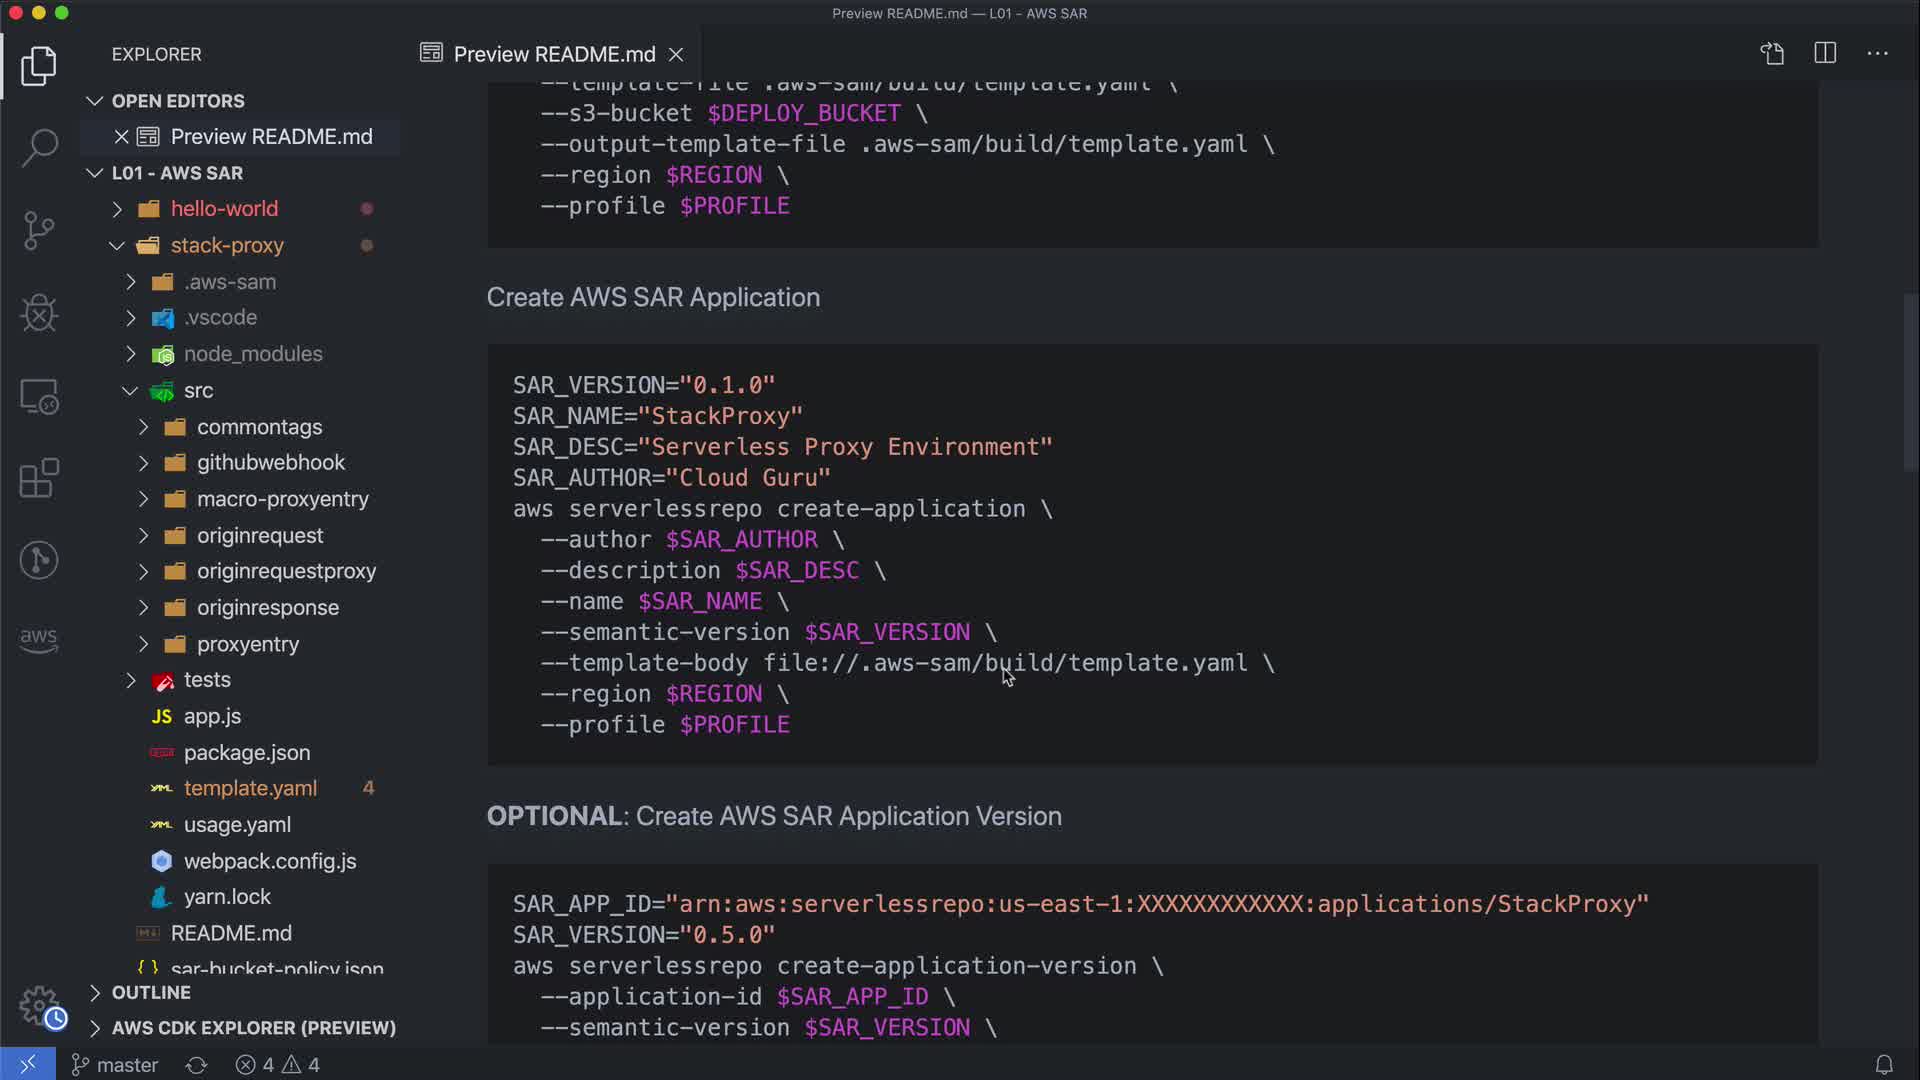 Preview README.md — L01 - AWS SAR
EXPLORER
Preview README.md
OPEN EDITORS
Preview README.md
L01 - AWS SAR
hello-world
stack-proxy
.aws-sam
.vscode
node_modules
src
commontags
githubwebhook
macro-proxyentry
originrequest
originrequestproxy
originresponse
proxyentry
tests
JS app.js
package.json
YAML template.yaml 4
YAML usage.yaml
webpack.config.js
yarn.lock
README.md
{ } sar-bucket-policy.json
OUTLINE
AWS CDK EXPLORER (PREVIEW)
aws
--template-file .aws-sam/build/template.yaml \
--s3-bucket $DEPLOY_BUCKET \
--output-template-file .aws-sam/build/template.yaml \
--region $REGION \
--profile $PROFILE
Create AWS SAR Application
SAR_VERSION="0.1.0"
SAR_NAME="StackProxy"
SAR_DESC="Serverless Proxy Environment"
SAR_AUTHOR="Cloud Guru"
aws serverlessrepo create-application \
--author $SAR_AUTHOR \
--description $SAR_DESC \
--name $SAR_NAME \
--semantic-version $SAR_VERSION \
--template-body file://.aws-sam/build/template.yaml \
--region $REGION \
--profile $PROFILE
OPTIONAL: Create AWS SAR Application Version
SAR_APP_ID="arn:aws:serverlessrepo:us-east-1:XXXXXXXXXXXX:applications/StackProxy"
SAR_VERSION="0.5.0"
aws serverlessrepo create-application-version \
--application-id $SAR_APP_ID \
--semantic-version $SAR_VERSION \
master 4 4